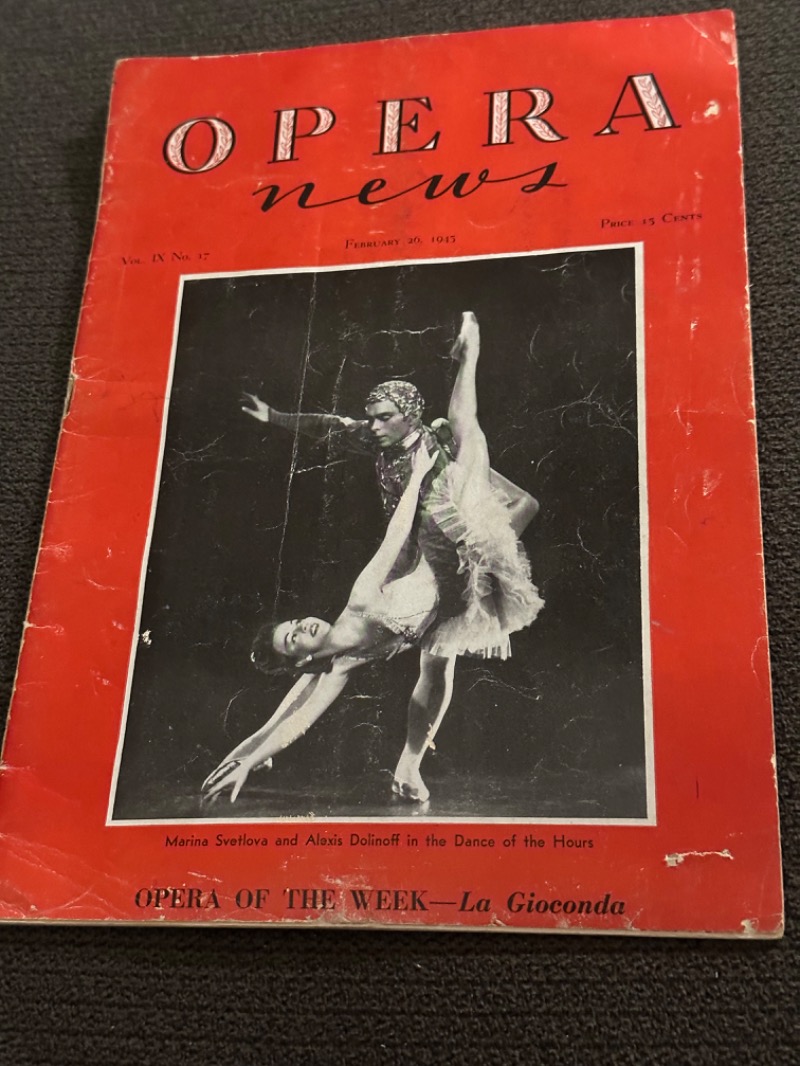 OPERA
news
Vol. IX No. 17
February 26, 1945
Price 15 Cents
Marina Svetlova and Alexis Dolinoff in the Dance of the Hours
OPERA OF THE WEEK—La Gioconda